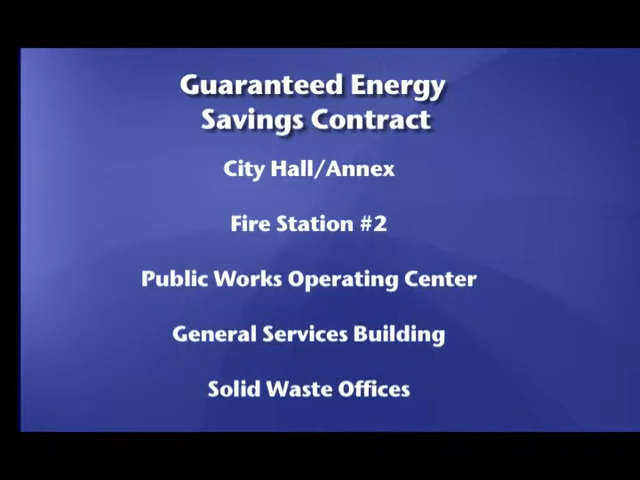 Guaranteed Energy
Savings Contract
City Hall/Annex
Fire Station #2
Public Works Operating Center
General Services Building
Solid Waste Offices